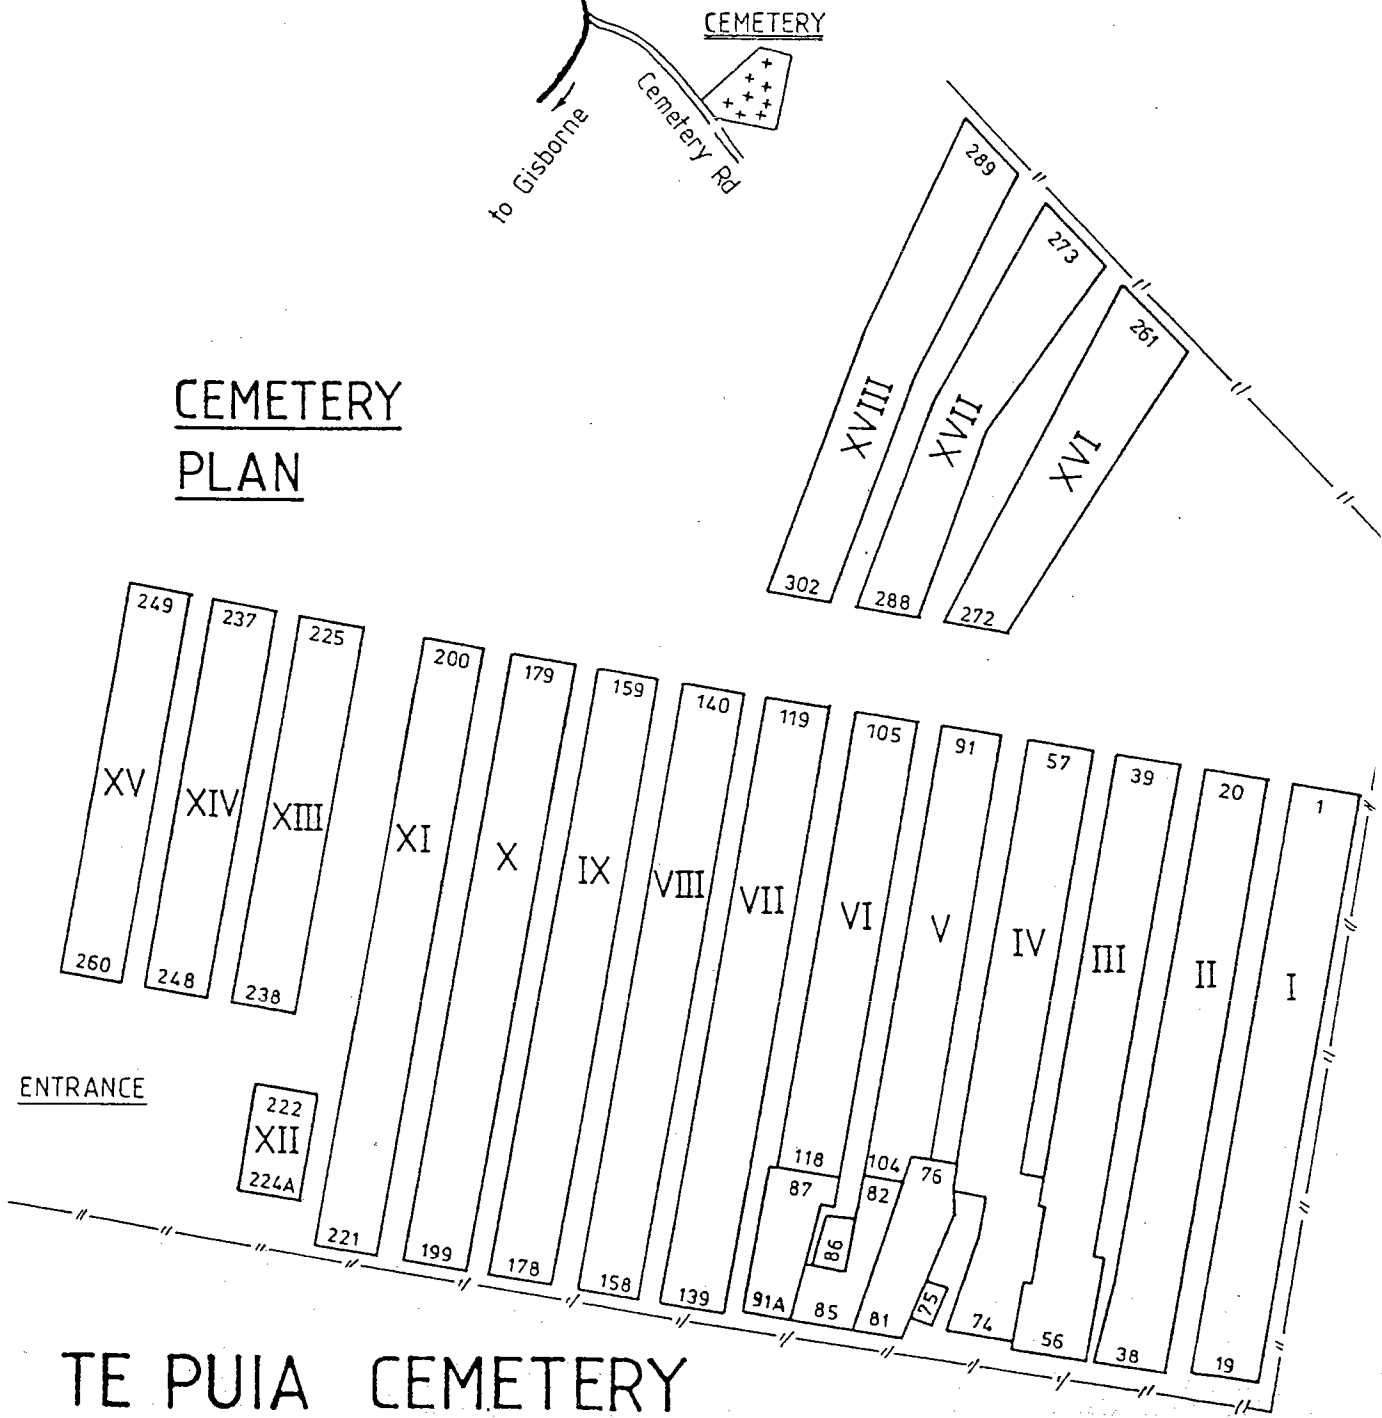 CEMETERY
to Gisborne
Cemetery Rd
289
273
261
CEMETERY
PLAN
XVIII
XVII
XVI
302
288
272
249
237
225
200
179
159
140
119
105
91
57
39
20
1
XV
XIV
XIII
XI
X
IX
VIII
VII
VI
V
IV
III
II
I
260
248
238
ENTRANCE
222
XII
224A
118
104
76
87
82
86
75
221
199
178
158
139
91A
85
81
74
56
38
19
TE PUIA CEMETERY